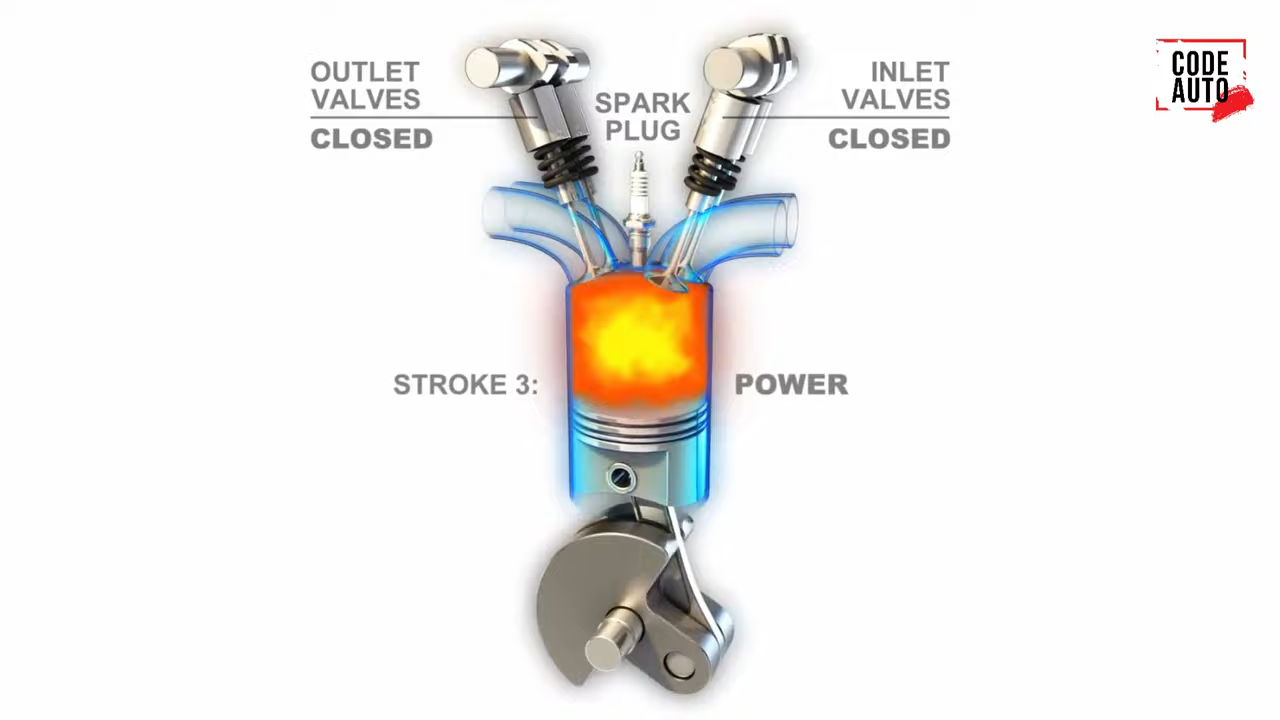 OUTLET
VALVES
CLOSED
SPARK
PLUG
INLET
VALVES
CLOSED
CODE
AUTO
STROKE 3:
POWER